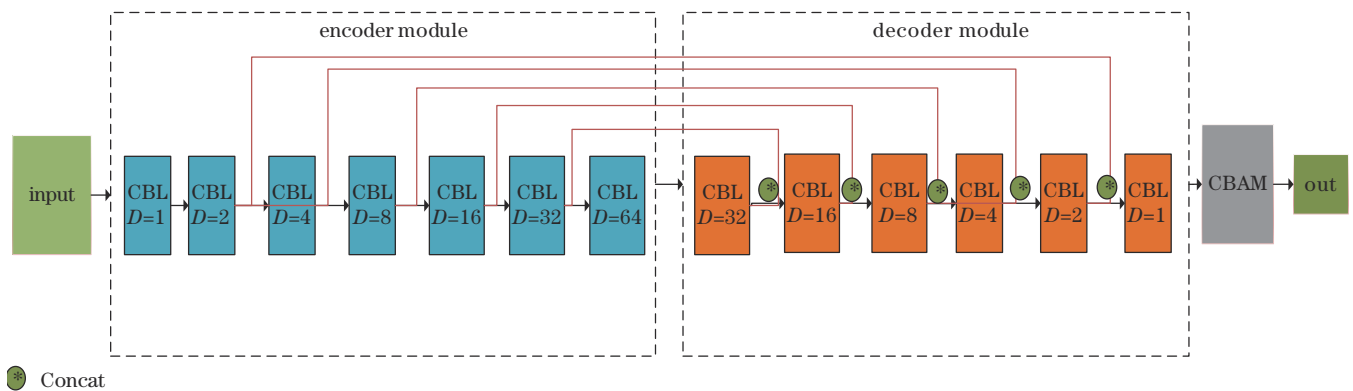 encoder module
decoder module
input
CBL
D=1
CBL
D=2
CBL
D=4
CBL
D=8
CBL
D=16
CBL
D=32
CBL
D=64
CBL
D=32
*
CBL
D=16
*
CBL
D=8
*
CBL
D=4
*
CBL
D=2
*
CBL
D=1
CBAM
out
* Concat